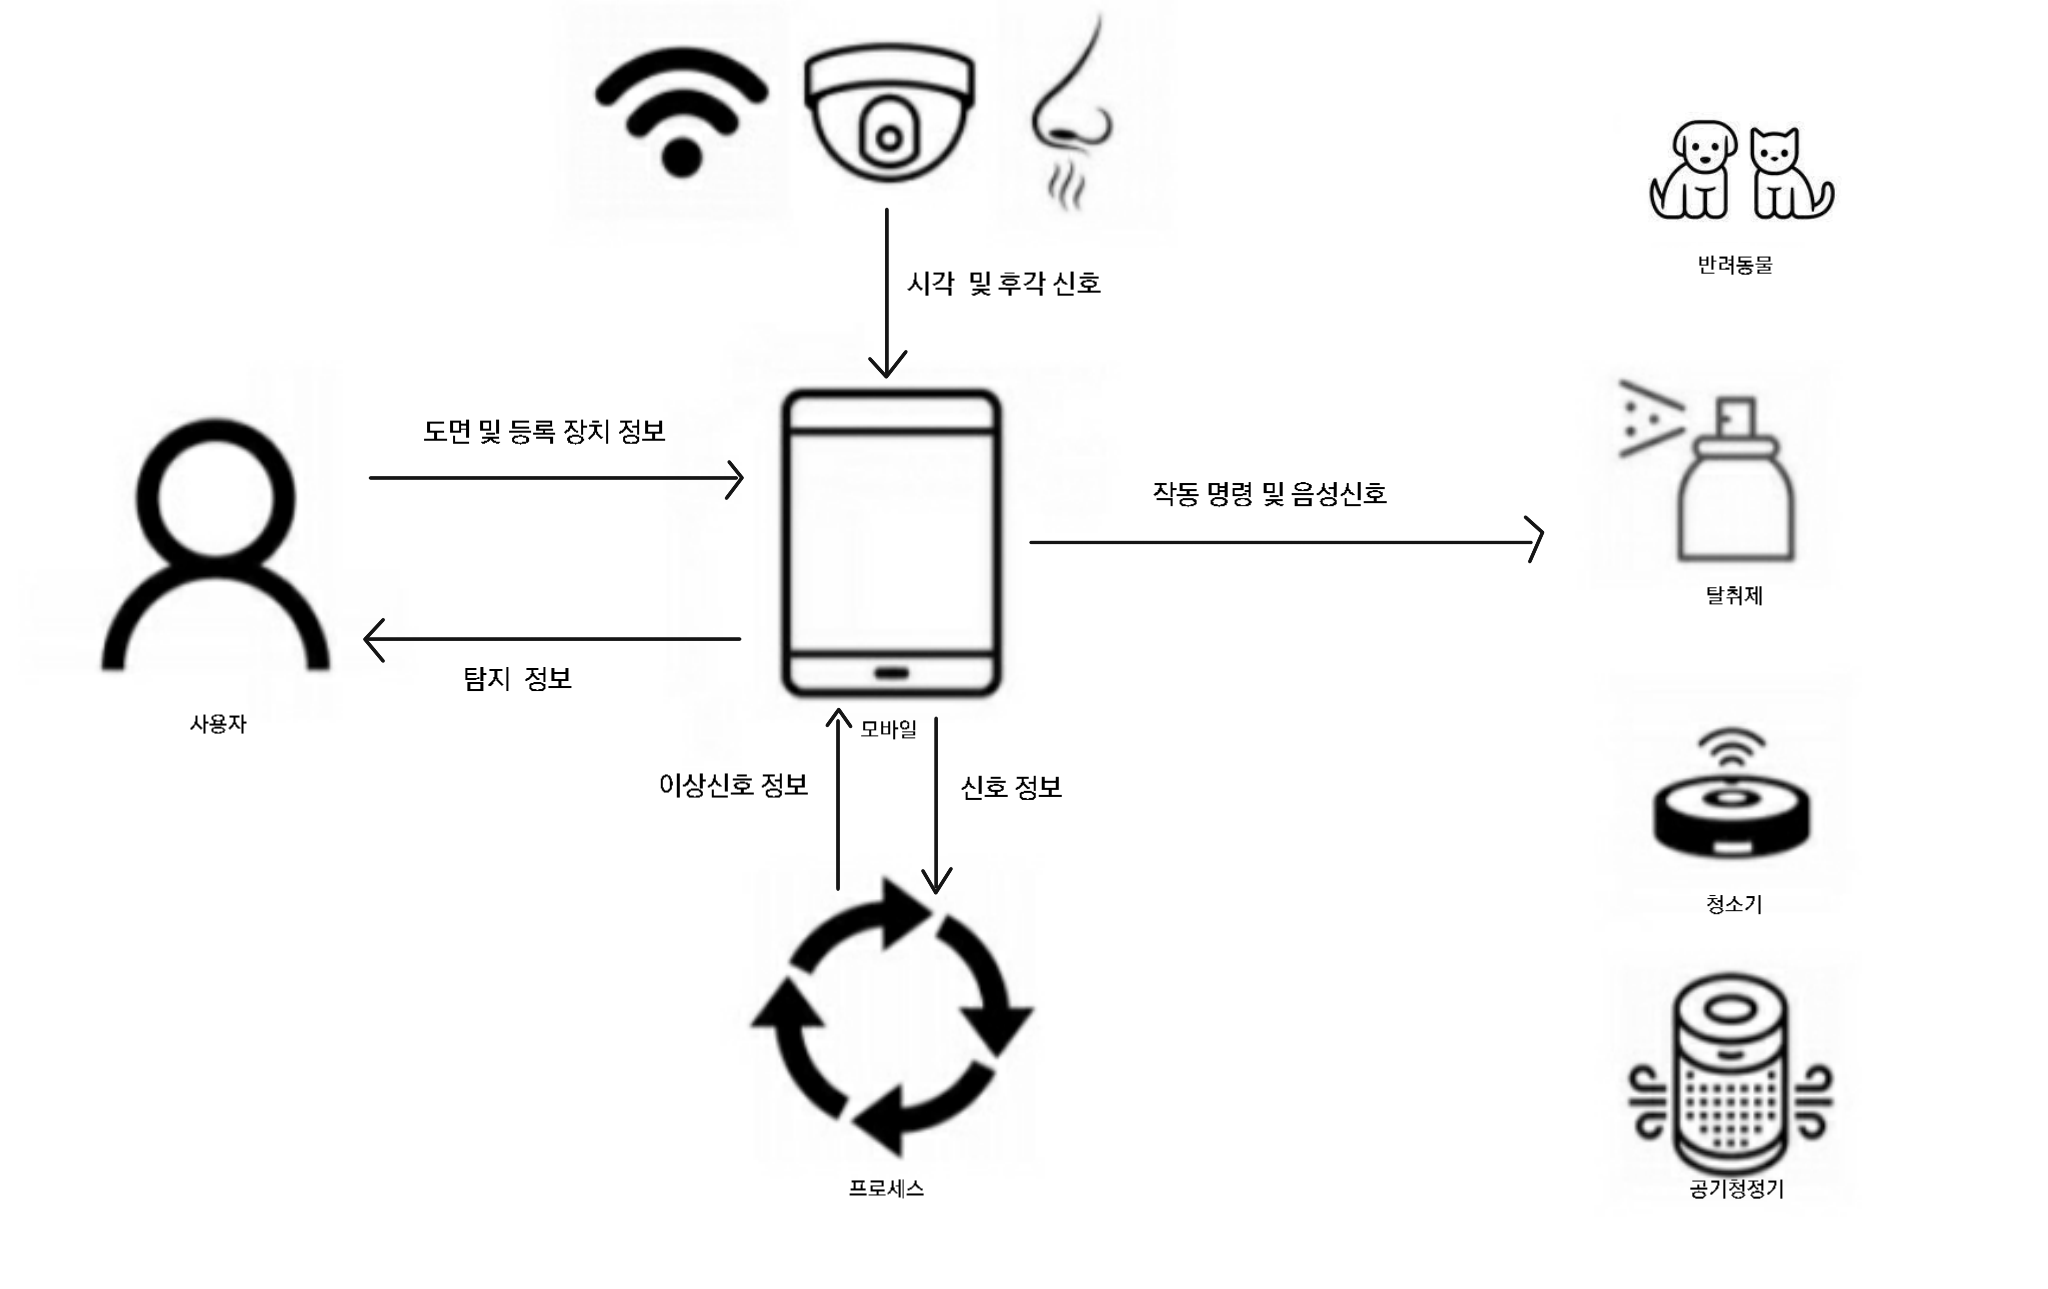 시각 및 후각 신호
반려동물
도면 및 등록 장치 정보
작동 명령 및 음성신호
탈취제
탐지 정보
사용자
모바일
이상신호 정보
신호 정보
청소기
프로세스
공기청정기